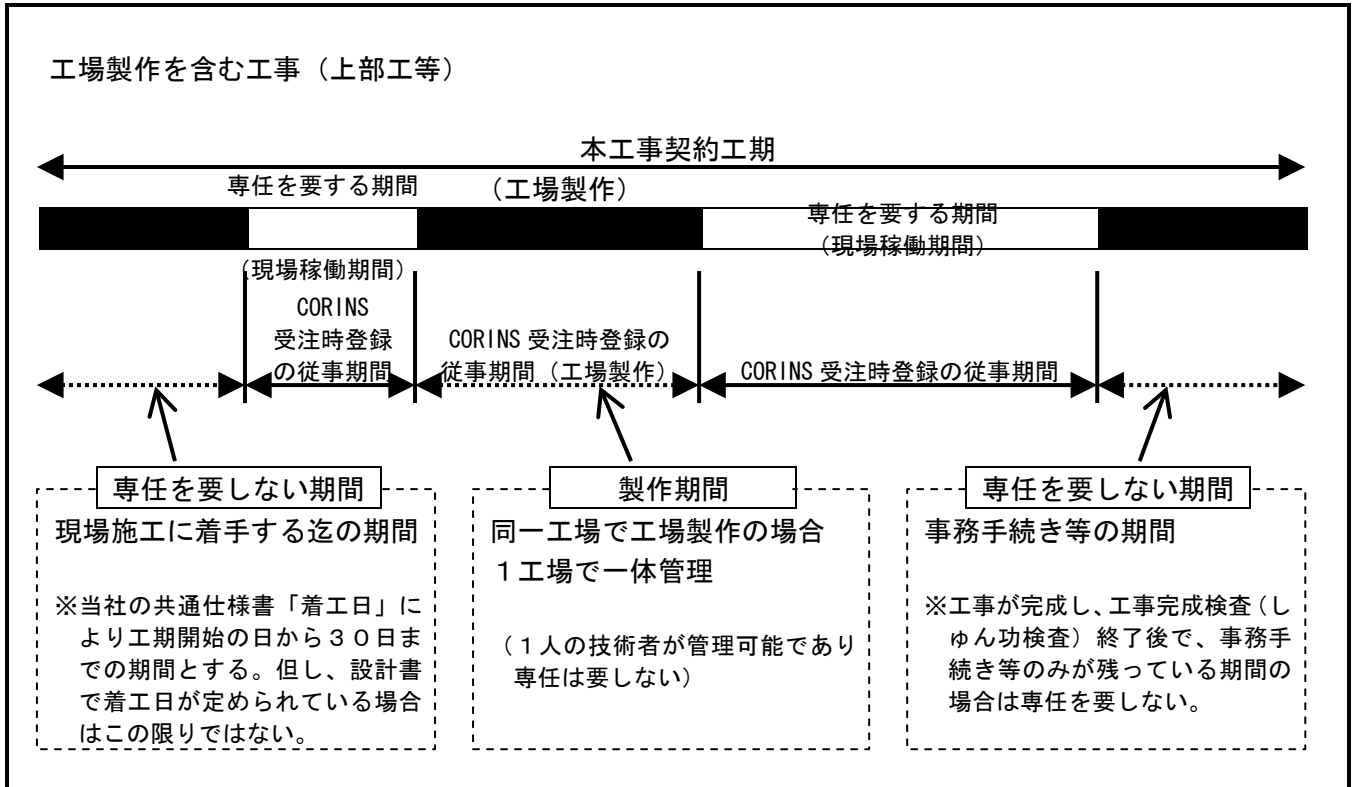 工場製作を含む工事（上部工等）
本工事契約工期
専任を要する期間
（工場製作）
専任を要する期間
（現場稼働期間）
（現場稼働期間）
CORINS
受注時登録
の従事期間
CORINS 受注時登録の
従事期間（工場製作）
CORINS 受注時登録の従事期間
専任を要しない期間
現場施工に着手する迄の期間
※当社の共通仕様書「着工日」に
より工期開始の日から３０日ま
での期間とする。但し、設計書
で着工日が定められている場合
はこの限りではない。
製作期間
同一工場で工場製作の場合
１工場で一体管理
（１人の技術者が管理可能であり
専任は要しない）
専任を要しない期間
事務手続き等の期間
※工事が完成し、工事完成検査（し
ゅん功検査）終了後で、事務手
続き等のみが残っている期間の
場合は専任を要しない。